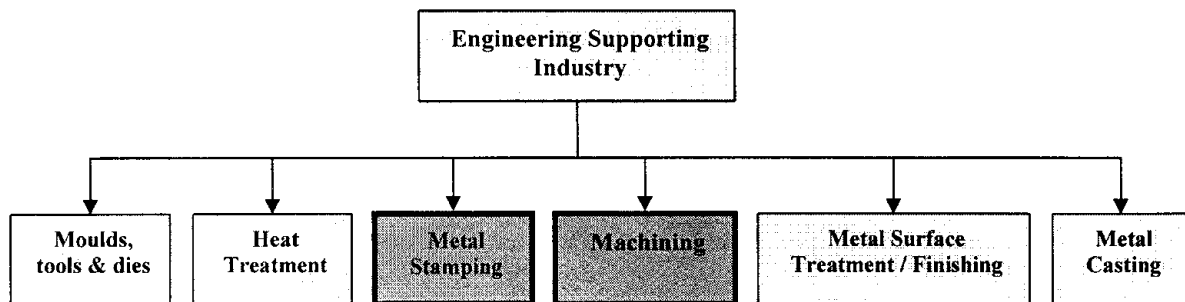 Engineering Supporting
Industry
Moulds,
tools & dies
Heat
Treatment
Metal
Stamping
Machining
Metal Surface
Treatment / Finishing
Metal
Casting